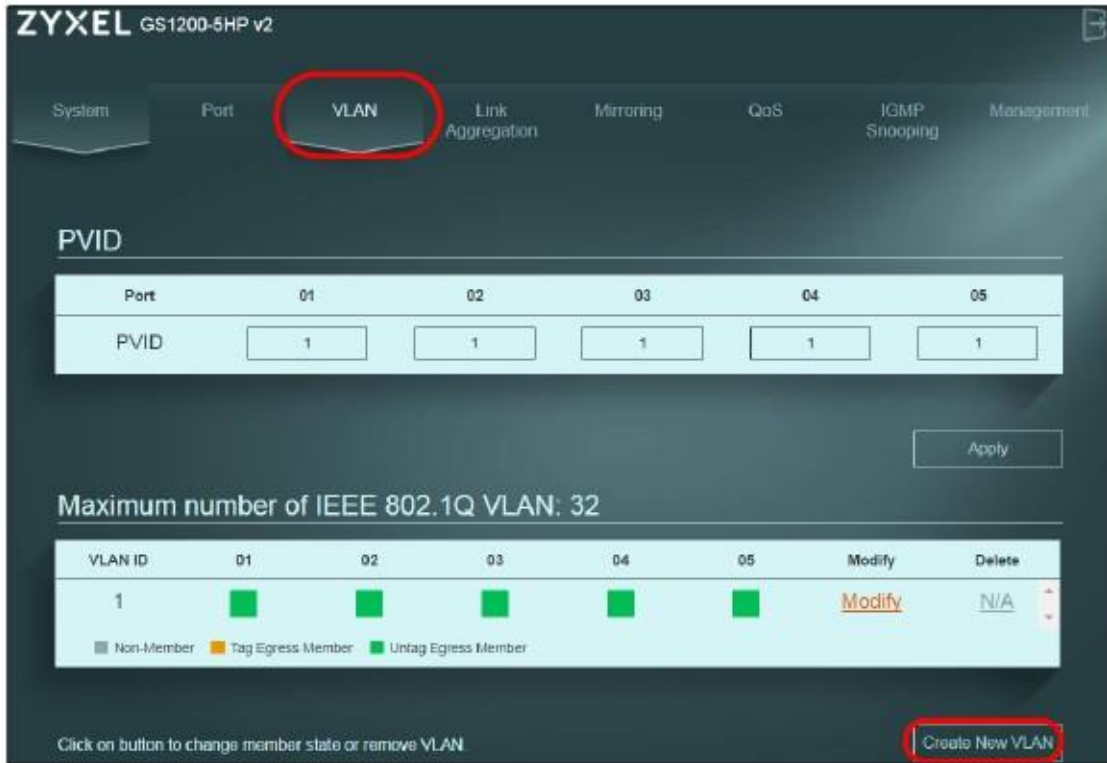 ZYXEL GS1200-5HP v2
System Port VLAN Link Aggregation Mirroring QoS IGMP Snooping Management
PVID
Port 01 02 03 04 05
PVID 1 1 1 1 1
Apply
Maximum number of IEEE 802.1Q VLAN: 32
VLAN ID 01 02 03 04 05 Modify Delete
1 Modify N/A
Non-Member Tag Egress Member Untag Egress Member
Click on button to change member state or remove VLAN.
Create New VLAN